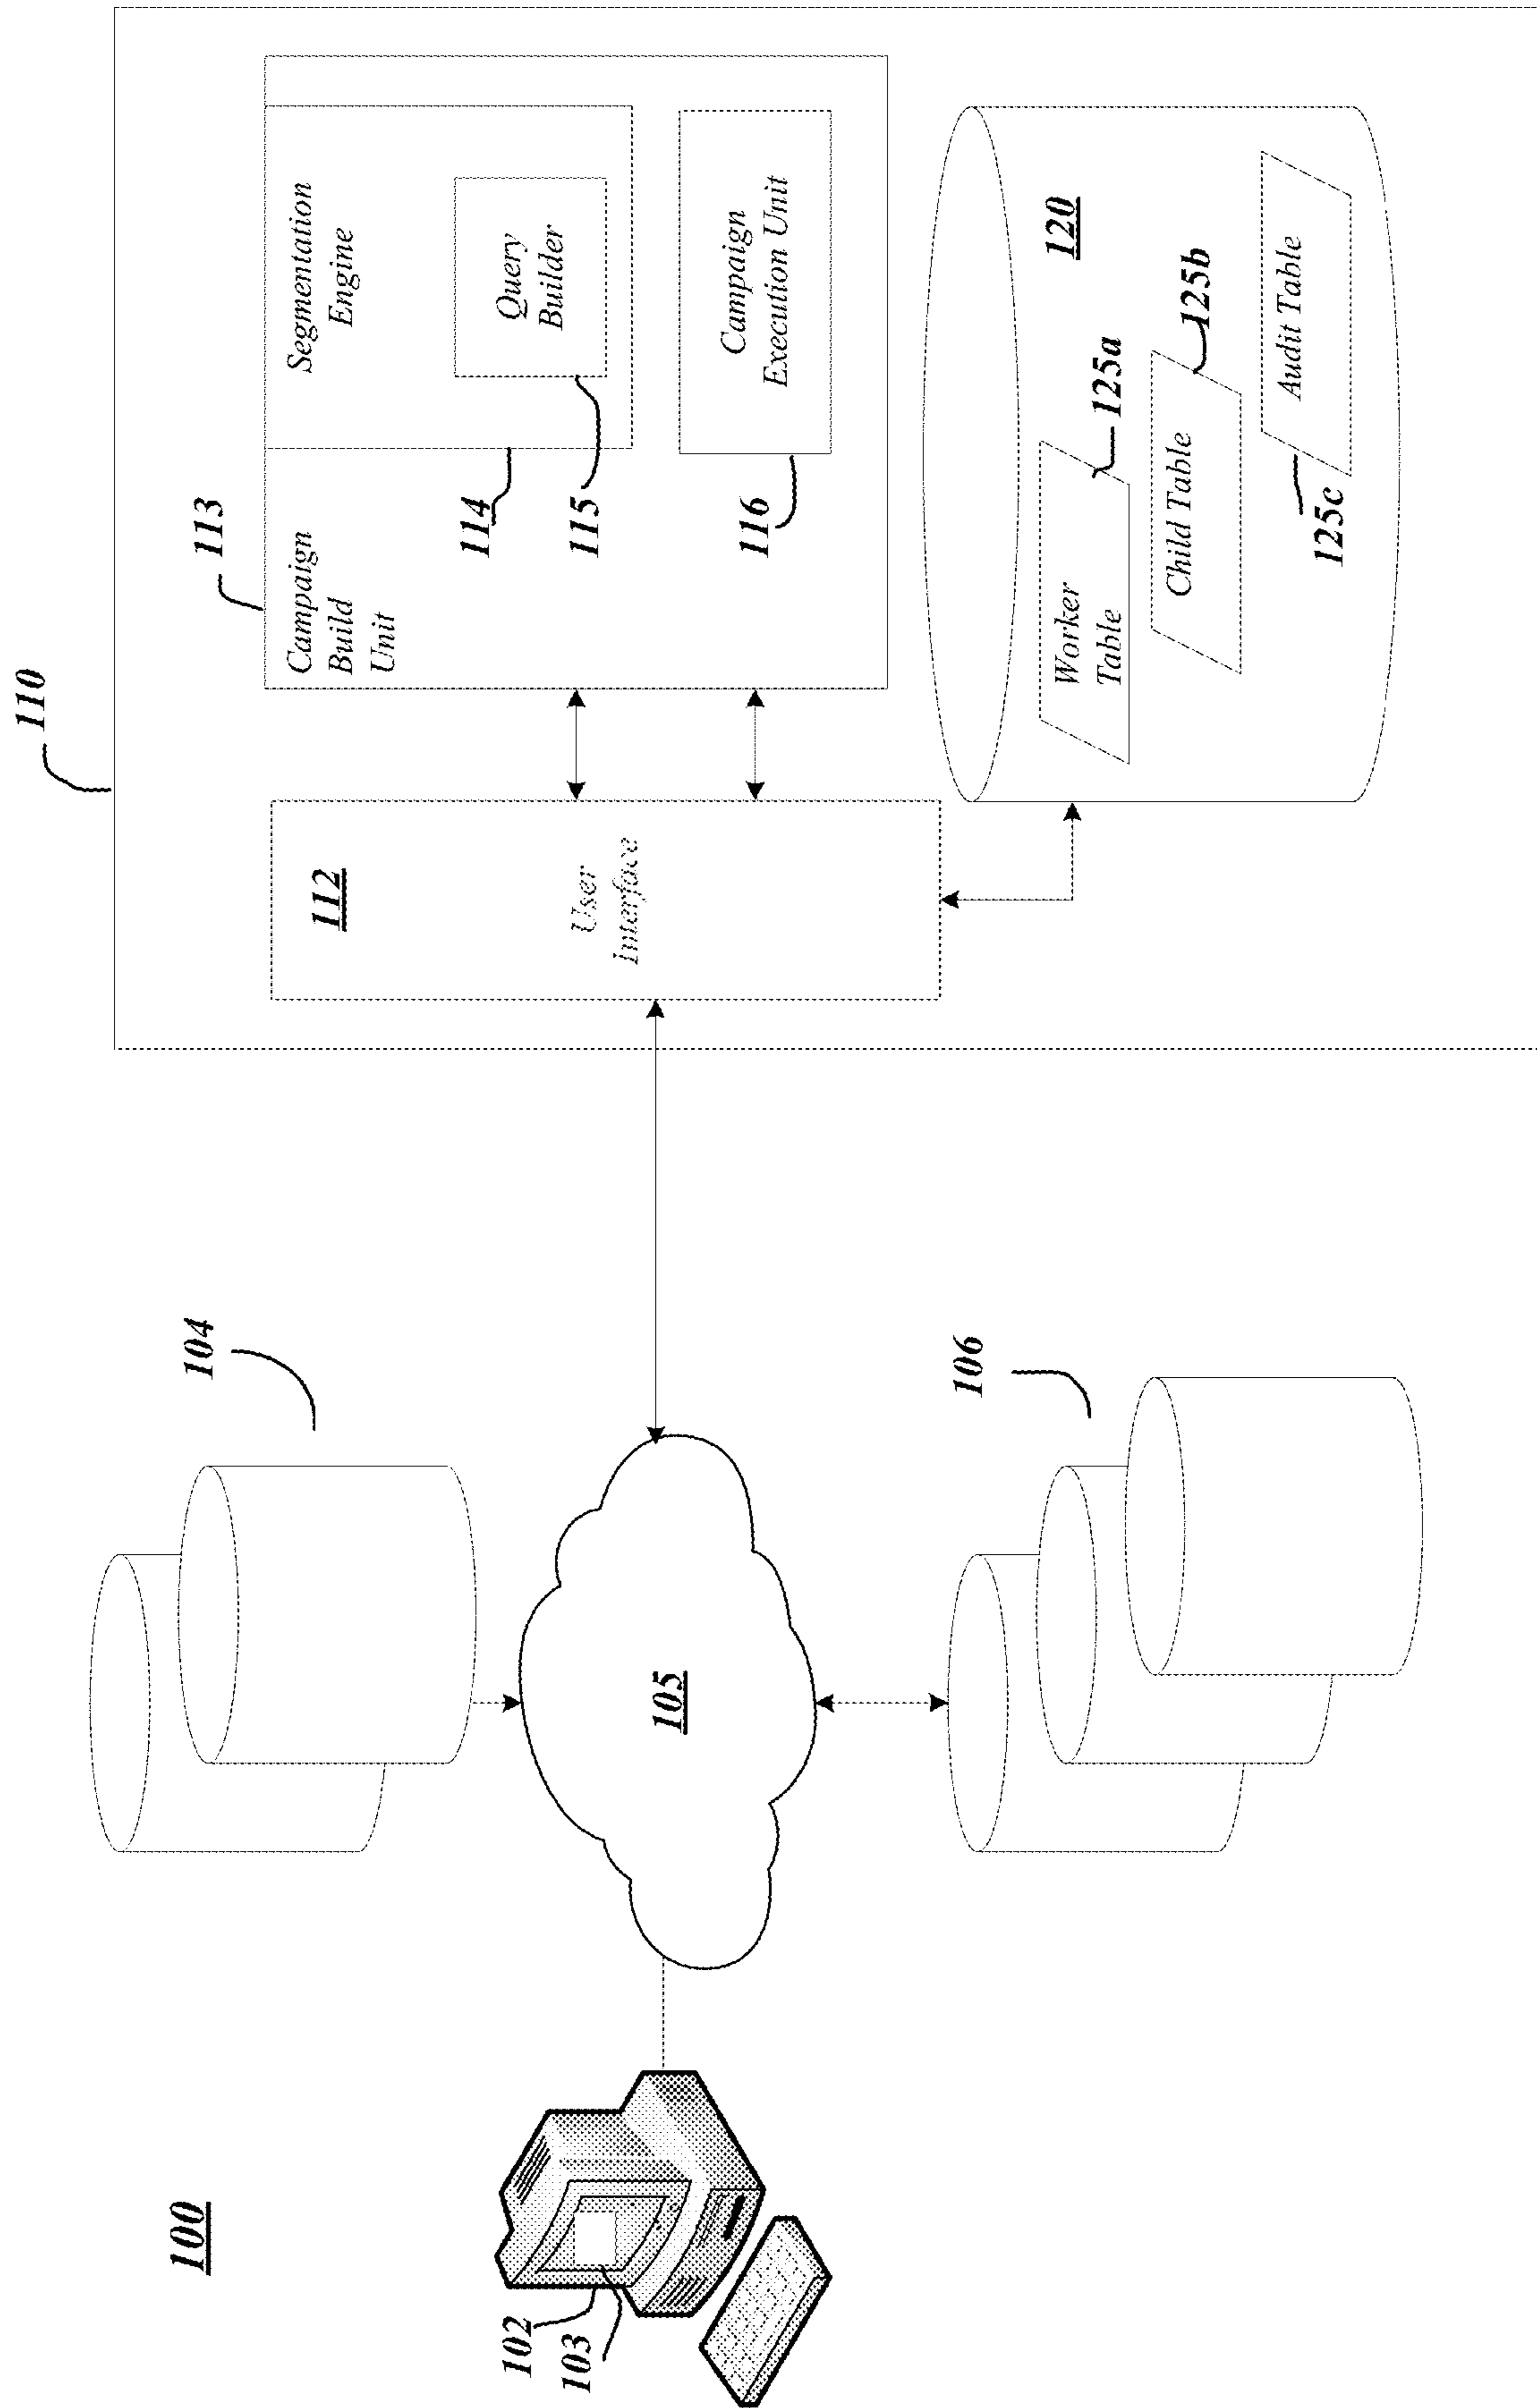 100
102
103
104
105
106
110
112
User
Interface
113
Campaign
Build
Unit
114
Segmentation
Engine
115
Query
Builder
116
Campaign
Execution Unit
120
Worker
Table
125a
Child Table
125b
Audit Table
125c